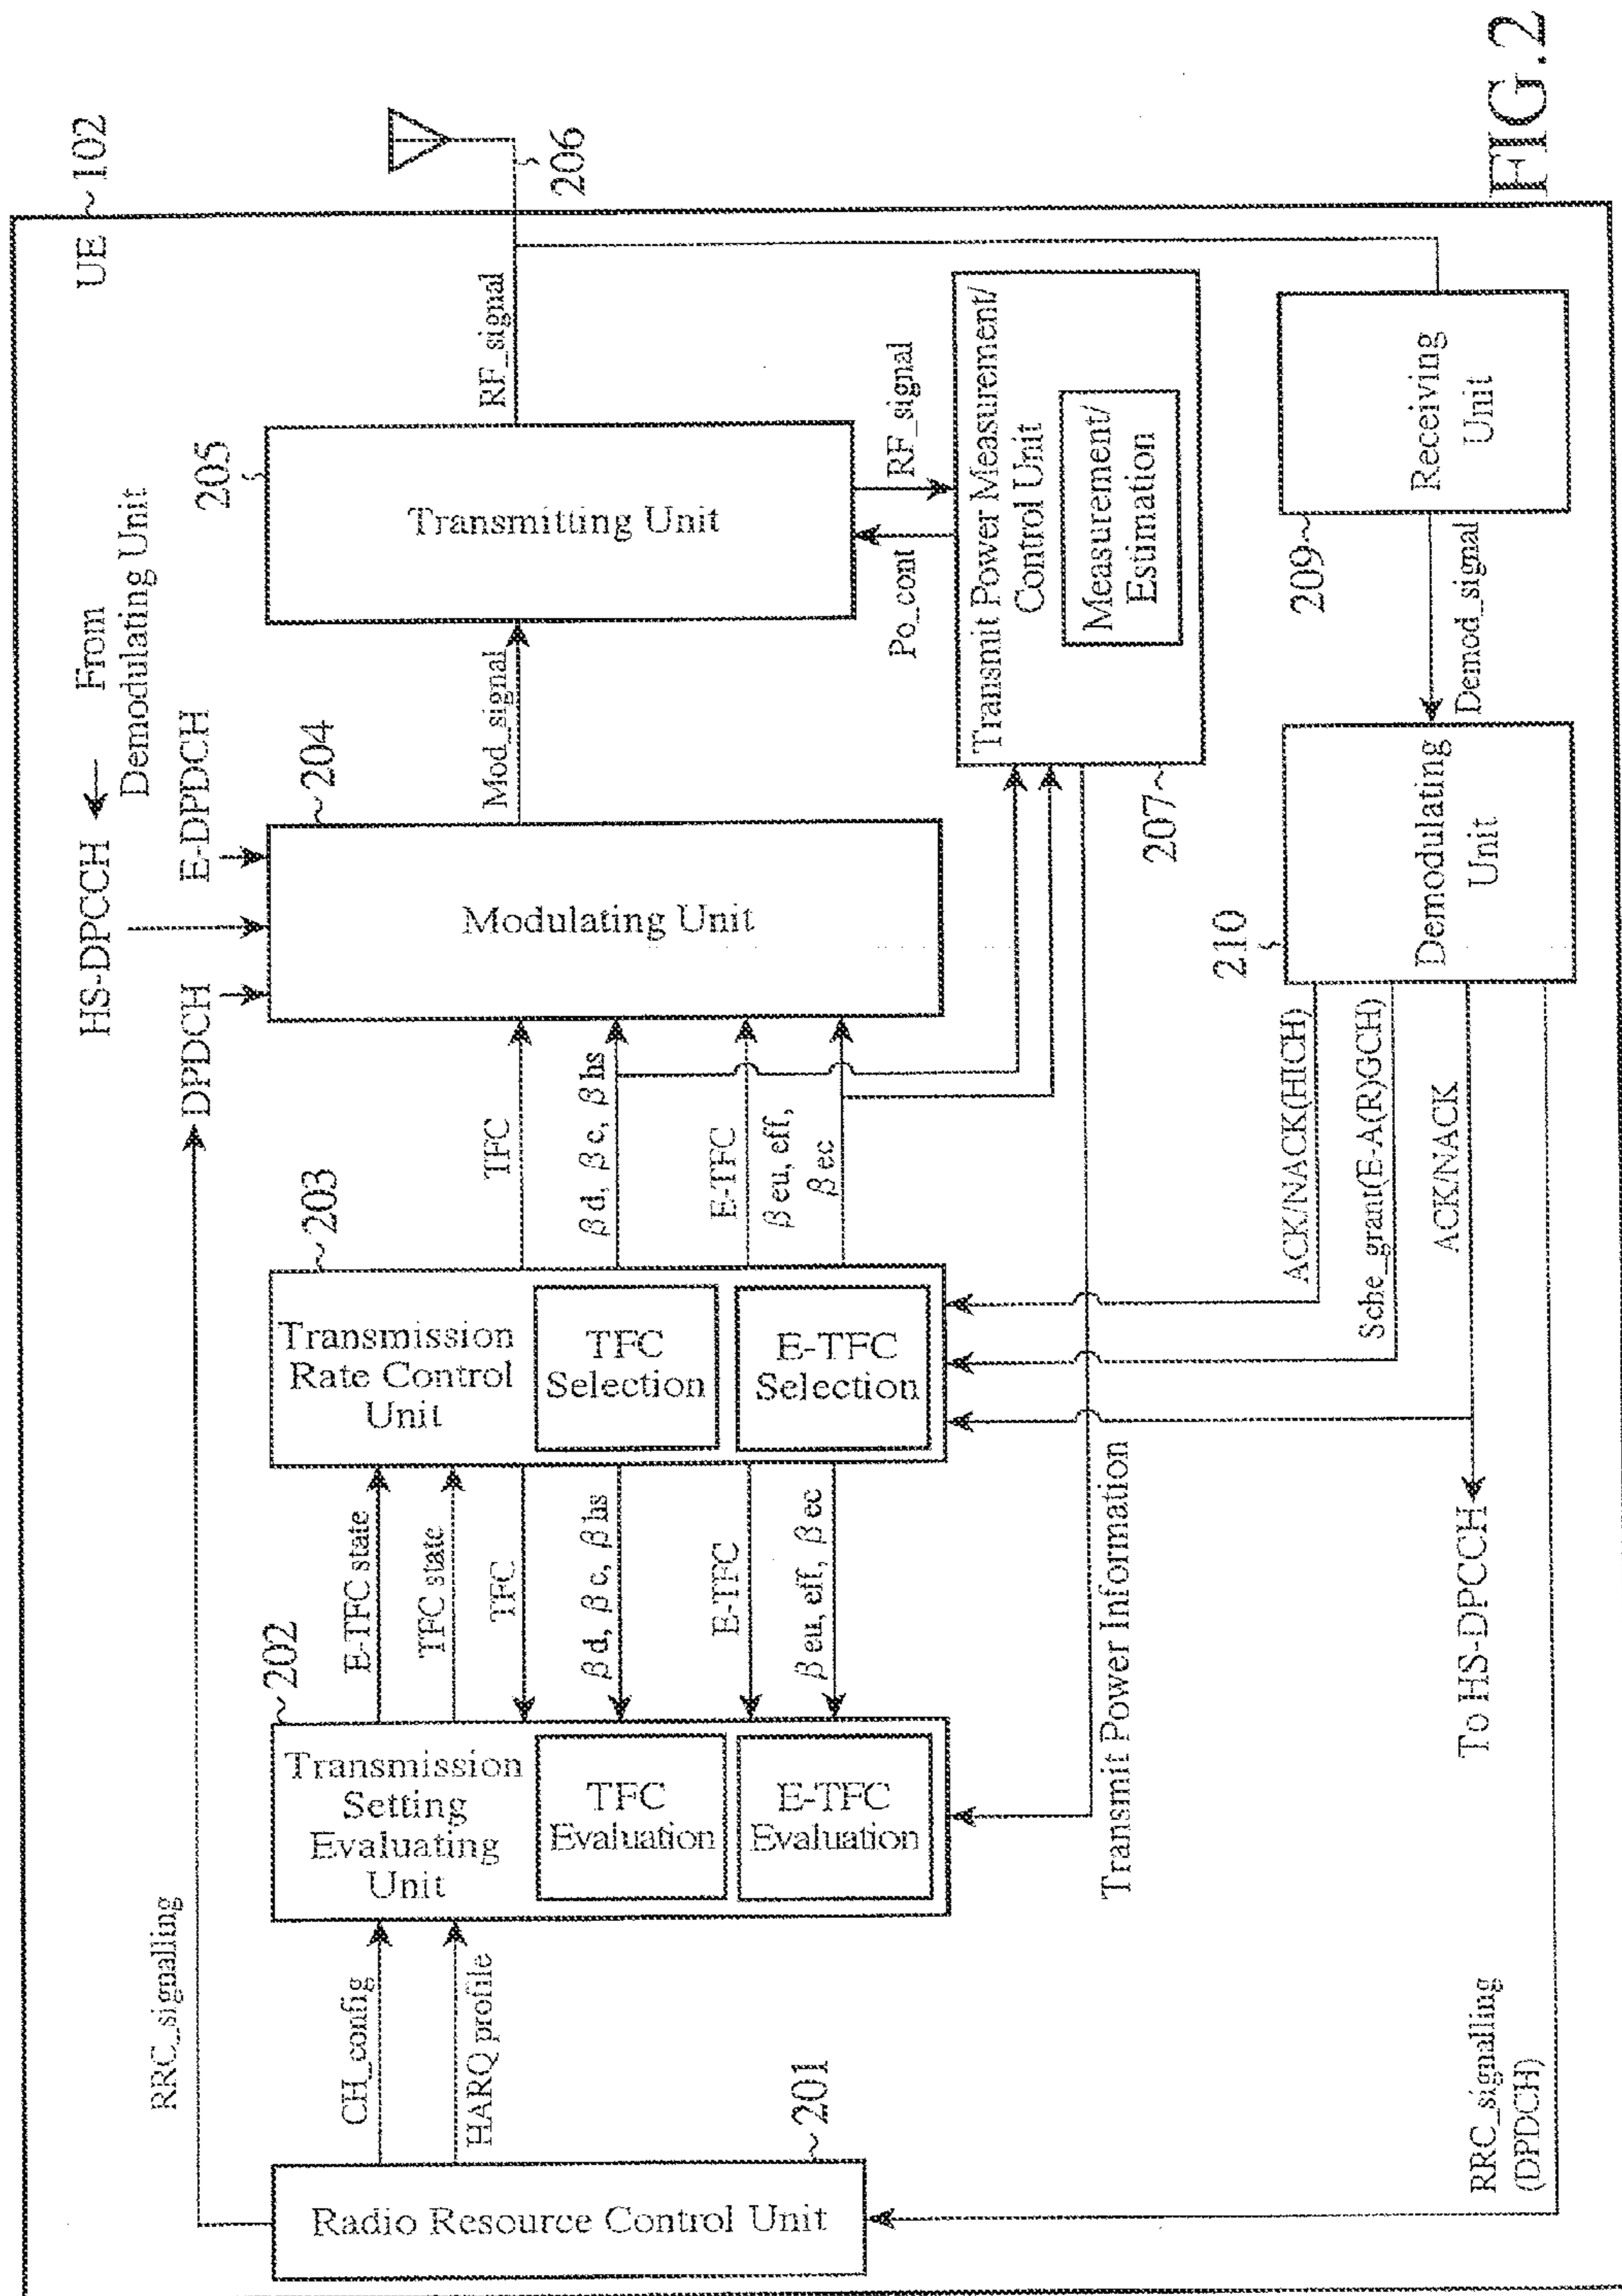 UE ~102
HS-DPCCH ← From
Demodulating Unit
RRC_signalling
DPDCH
E-DPDCH
CH_config
HARQ profile
Radio Resource Control Unit
~201
~202
Transmission
Setting
Evaluating
Unit
TFC
Evaluation
E-TFC
Evaluation
E-TFC state
TFC state
TFC
βd, βc, βhs
E-TFC
βeu, eff, βec
~203
Transmission
Rate Control
Unit
TFC
Selection
E-TFC
Selection
TFC
βd, βc, βhs
E-TFC
βeu, eff,
βec
~204
Modulating Unit
Mod_signal
205
Transmitting Unit
RF_signal
206
Po_cont
RF_signal
Transmit Power Measurement/
Control Unit
Measurement/
Estimation
207~
Transmit Power Information
ACK/NACK(HICH)
Sche_grant(E-A(R)GCH)
ACK/NACK
To HS-DPCCH
210
Demodulating
Unit
Demod_signal
209~
Receiving
Unit
RRC_signalling
(DPDCH)
FIG.2